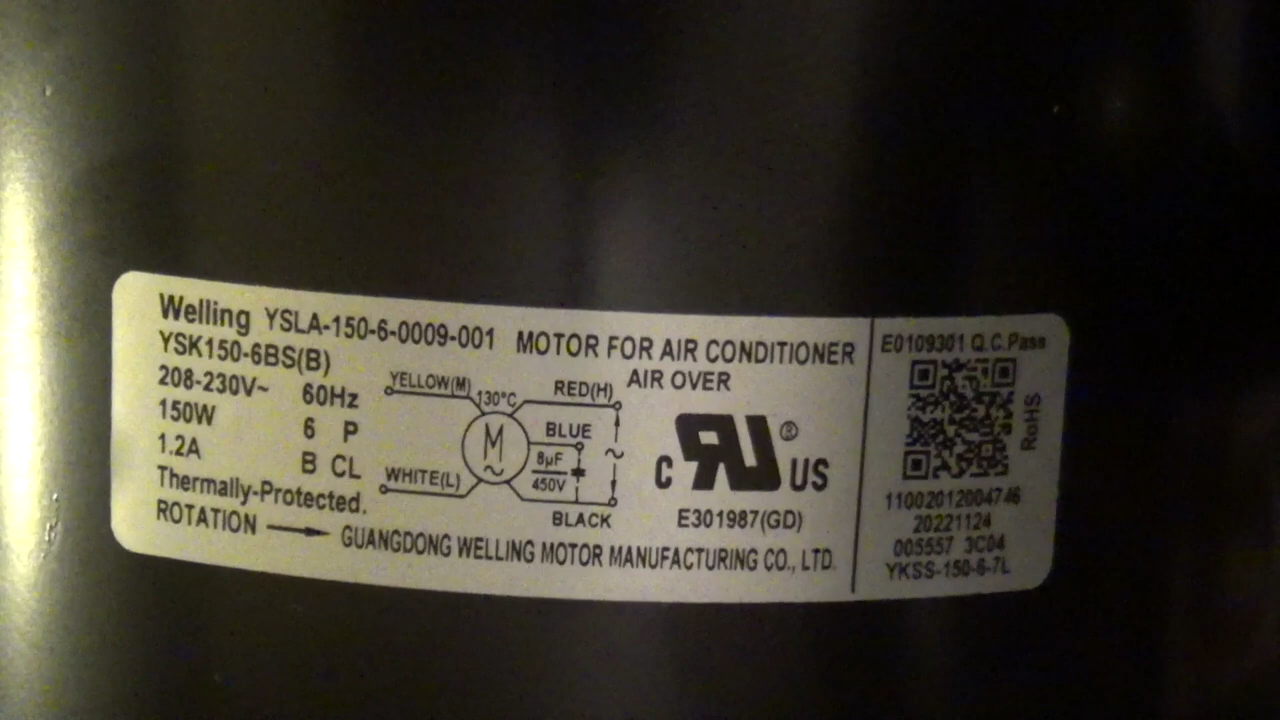 Welling YSLA-150-6-0009-001 MOTOR FOR AIR CONDITIONER
YSK150-6BS(B) AIR OVER
208-230V~ 60Hz
150W 6 P
1.2A B CL
Thermally-Protected.
ROTATION
GUANGDONG WELLING MOTOR MANUFACTURING CO., LTD.
YELLOW(M)
130°C
RED(H)
M
~
BLUE
8μF
450V
~
WHITE(L)
BLACK
C RU ® US
E301987(GD)
E0109301 Q.C.Pass
RoHS
11002012004746
20221124
005557 3C04
YKSS-150-6-7L